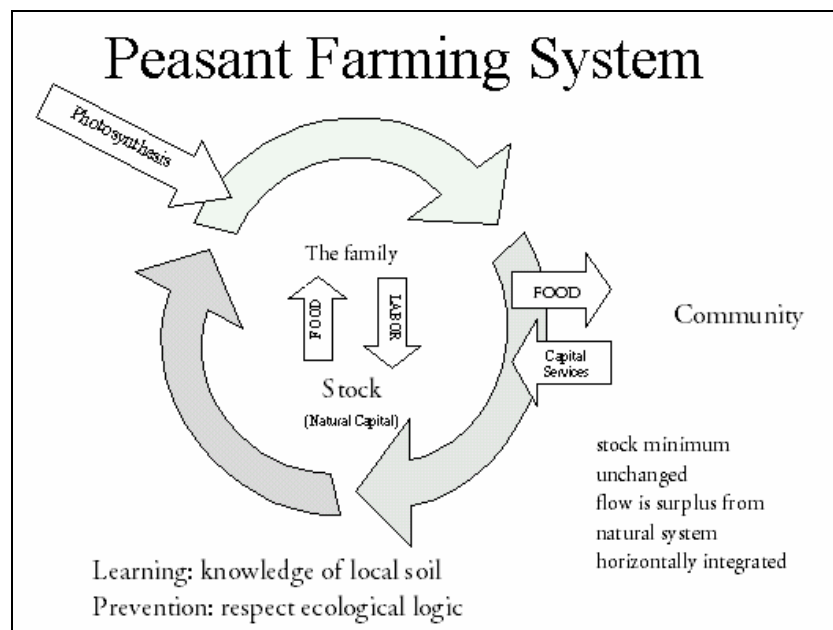 Peasant Farming System
Photosynthesis
The family
FOOD
LABOR
Stock
(Natural Capital)
FOOD
Capital
Services
Community
stock minimum
unchanged
flow is surplus from
natural system
horizontally integrated
Learning: knowledge of local soil
Prevention: respect ecological logic